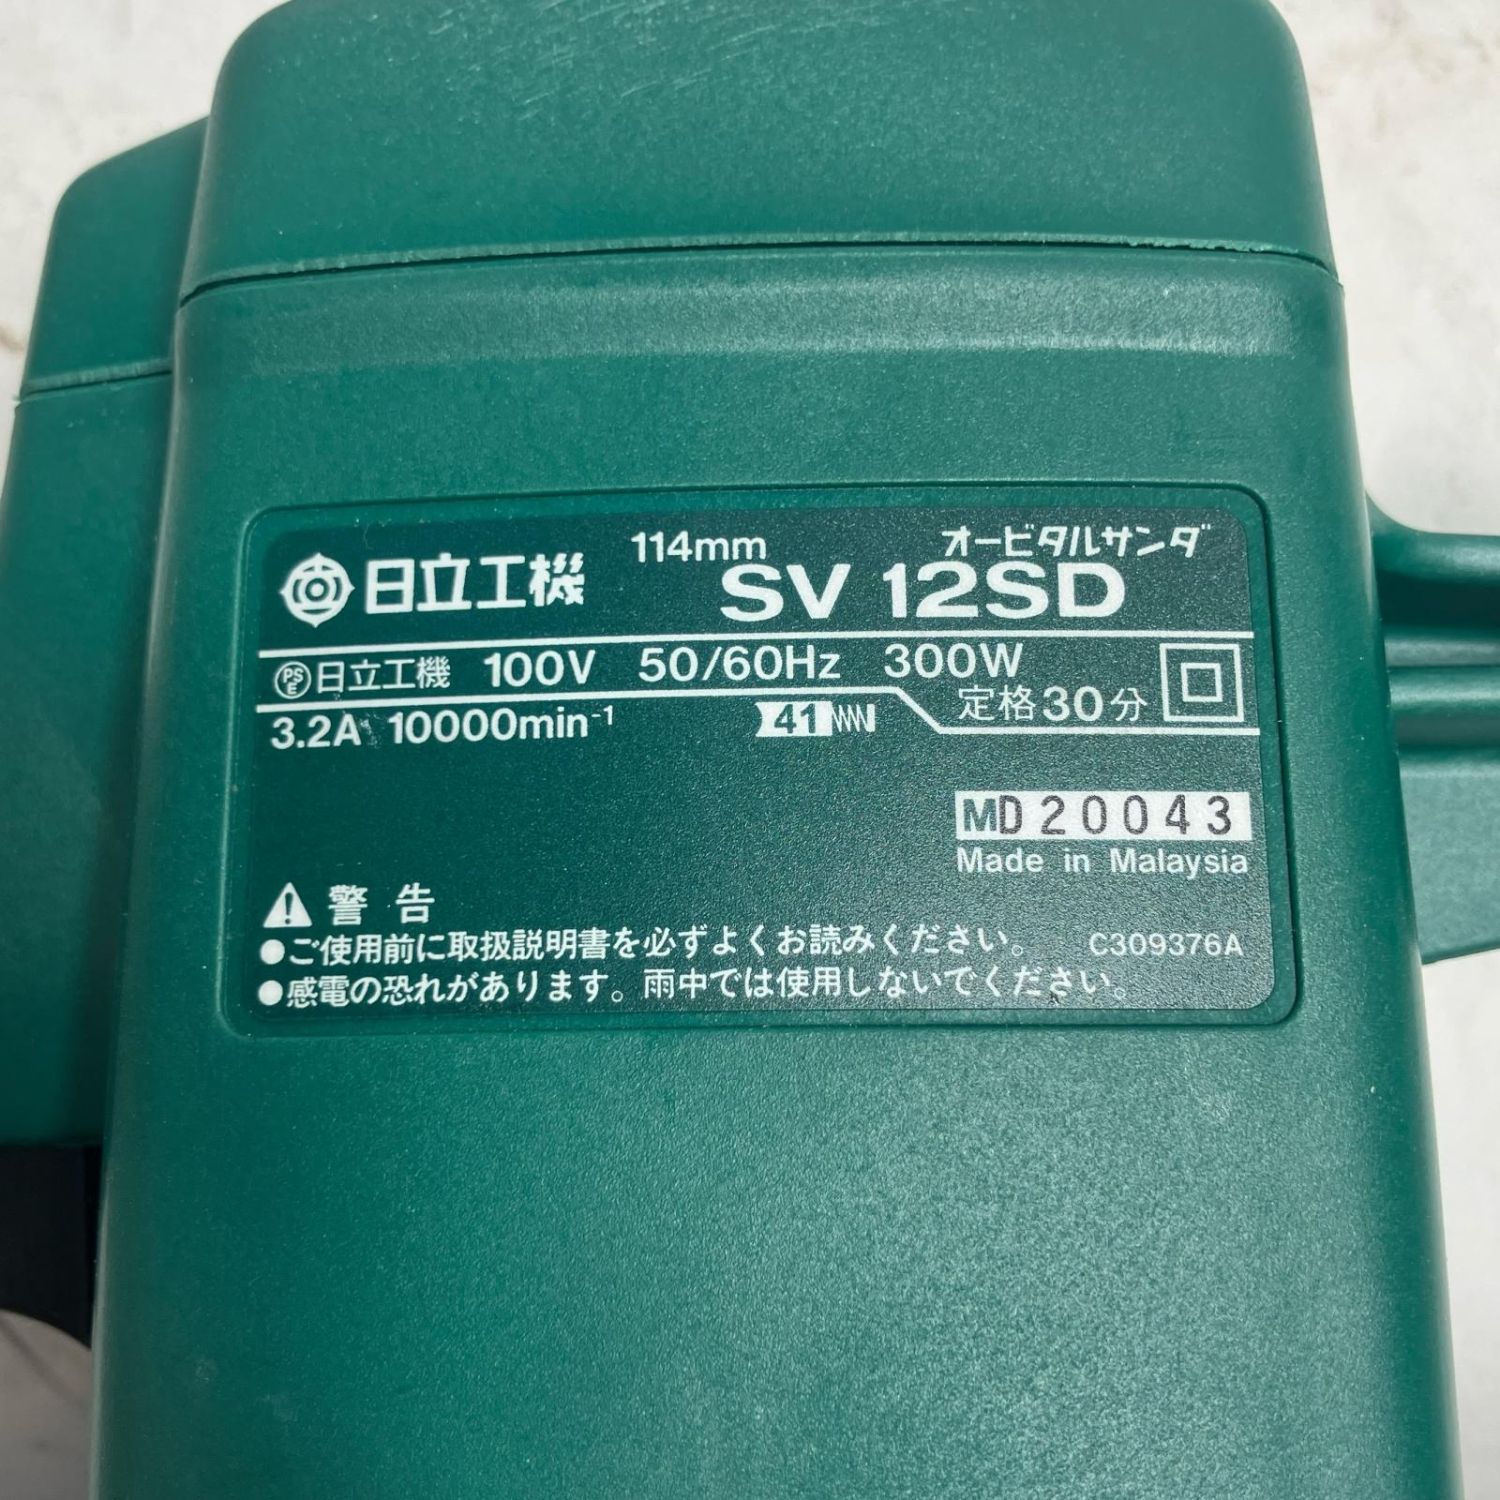 日立工機 114mm オービタルサンダ
SV 12SD
PSE 日立工機 100V 50/60Hz 300W
定格30分
3.2A 10000min⁻¹ 41
MD20043
Made in Malaysia
警告
●ご使用前に取扱説明書を必ずよくお読みください。 C309376A
●感電の恐れがあります。雨中では使用しないでください。